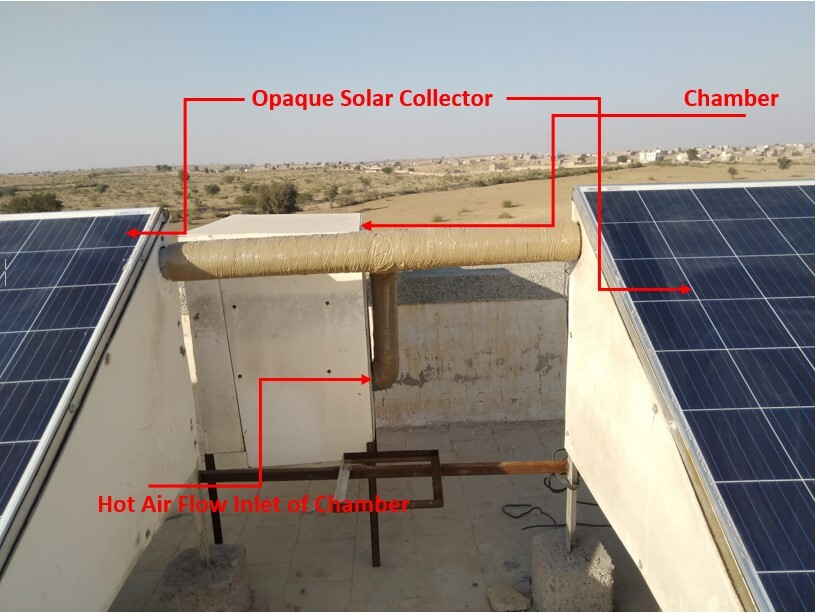 Opaque Solar Collector
Chamber
Hot Air Flow Inlet of Chamber